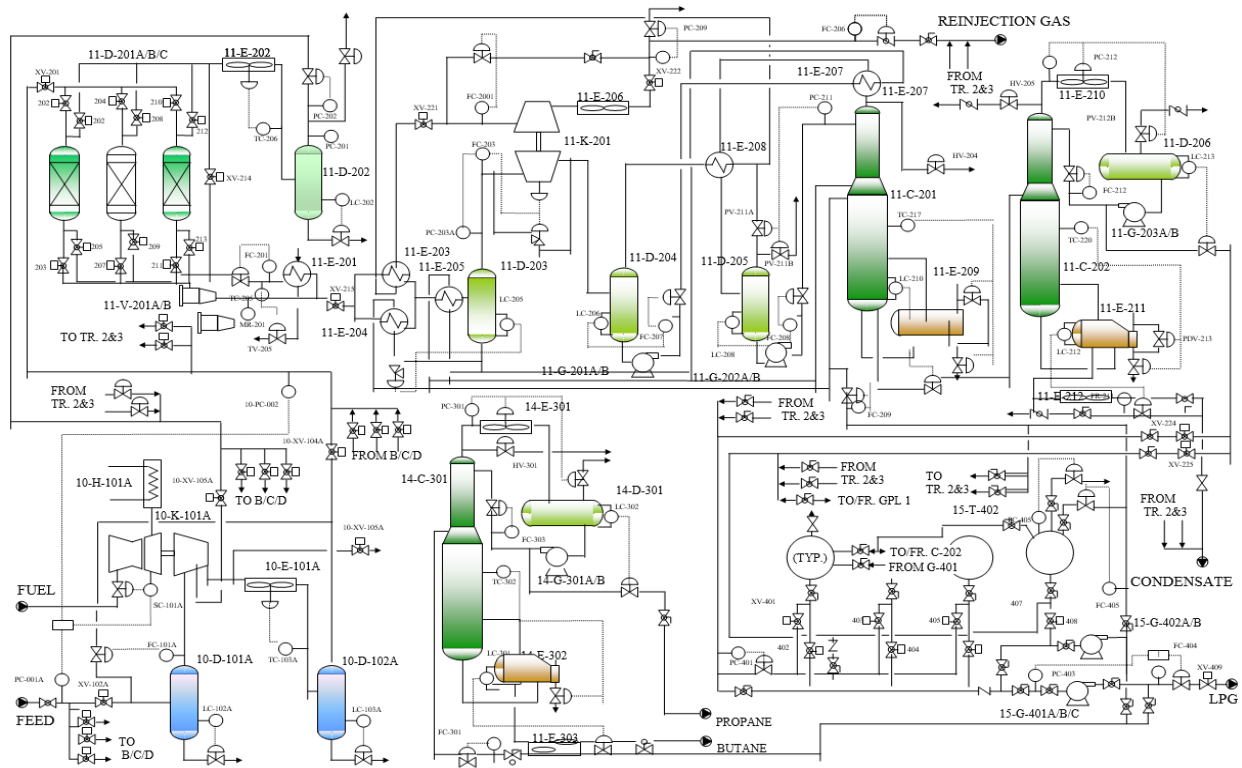 11-D-201A/B/C
11-E-202
XV-201
202
204
210
202
208
212
TC-206
XV-214
PC-202
PC-201
11-D-202
LC-202
203
205
207
209
211
213
11-V-201A/B
FC-201
11-E-201
TC-205
MR-201
TV-205
XV-215
TO TR. 2&3
XV-221
FC-2001
11-E-206
PC-209
XV-222
11-K-201
FC-203
PC-203A
11-E-203
11-E-205
11-E-204
11-D-203
LC-205
11-D-204
LC-206
FC-207
11-G-201A/B
11-E-208
PV-211A
PV-211B
11-D-205
LC-208
FC-208
11-G-202A/B
FC-206
REINJECTION GAS
FROM
TR. 2&3
11-E-207
11-E-207
PC-211
HV-204
11-C-201
TC-217
LC-210
11-E-209
FC-209
HV-205
PC-212
11-E-210
PV-212B
11-D-206
LC-213
FC-212
11-G-203A/B
TC-220
11-C-202
11-E-211
LC-212
PDV-213
11-E-212
XV-224
XV-225
FROM
TR. 2&3
CONDENSATE
FROM
TR. 2&3
10-PC-002
10-XV-104A
FROM B/C/D
TO B/C/D
10-H-101A
10-XV-105A
10-K-101A
10-XV-105A
10-E-101A
FUEL
SC-101A
FC-101A
TC-103A
10-D-101A
10-D-102A
PC-001A
XV-102A
FEED
LC-102A
LC-103A
TO
B/C/D
PC-301
14-E-301
HV-301
14-C-301
14-D-301
LC-302
FC-303
14-G-301A/B
TC-302
LC-301
14-E-302
FC-301
11-E-303
PROPANE
BUTANE
FROM
TR. 2&3
FROM
TR. 2&3
TO/FR. GPL 1
TO
TR. 2&3
15-T-402
PC-405
(TYP.)
TO/FR. C-202
FROM G-401
FC-405
XV-401
402
403
404
405
407
408
15-G-402A/B
PC-401
PC-403
FC-404
XV-409
LPG
15-G-401A/B/C